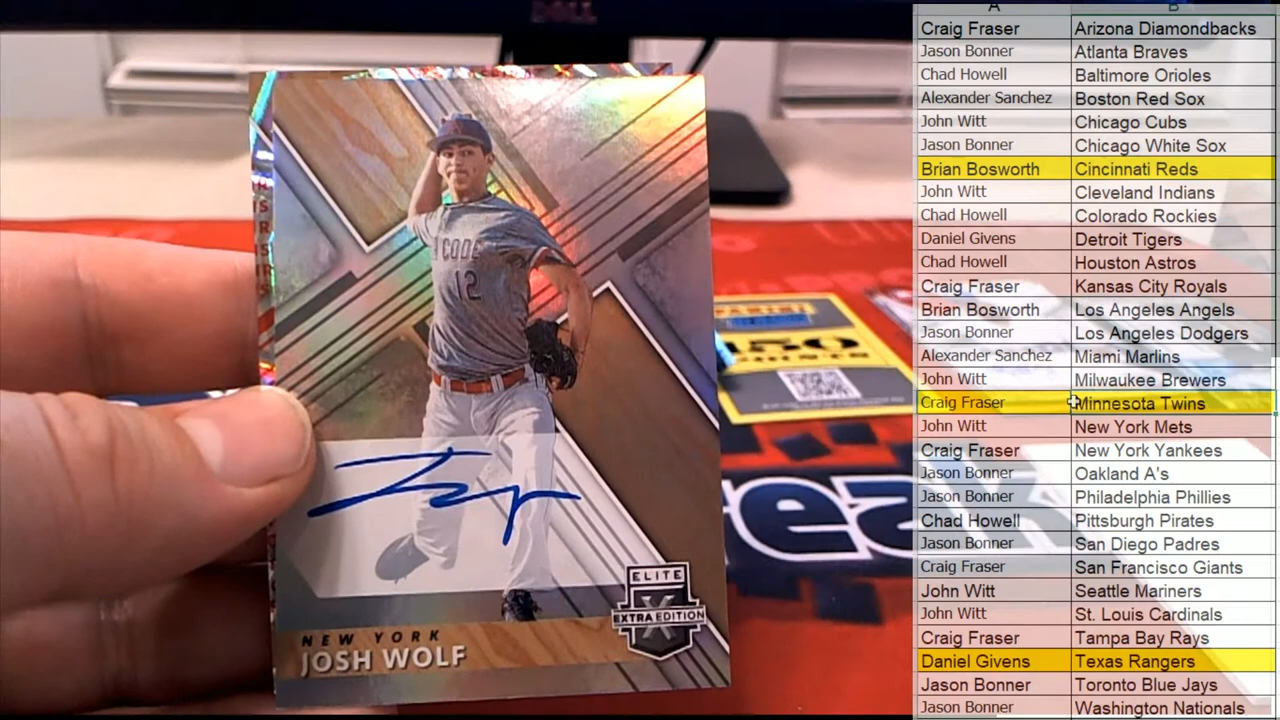 DELL
A B
Craig Fraser Arizona Diamondbacks
Jason Bonner Atlanta Braves
Chad Howell Baltimore Orioles
Alexander Sanchez Boston Red Sox
John Witt Chicago Cubs
Jason Bonner Chicago White Sox
Brian Bosworth Cincinnati Reds
John Witt Cleveland Indians
Chad Howell Colorado Rockies
Daniel Givens Detroit Tigers
Chad Howell Houston Astros
Craig Fraser Kansas City Royals
Brian Bosworth Los Angeles Angels
Jason Bonner Los Angeles Dodgers
Alexander Sanchez Miami Marlins
John Witt Milwaukee Brewers
Craig Fraser Minnesota Twins
John Witt New York Mets
Craig Fraser New York Yankees
Jason Bonner Oakland A's
Jason Bonner Philadelphia Phillies
Chad Howell Pittsburgh Pirates
Jason Bonner San Diego Padres
Craig Fraser San Francisco Giants
John Witt Seattle Mariners
John Witt St. Louis Cardinals
Craig Fraser Tampa Bay Rays
Daniel Givens Texas Rangers
Jason Bonner Toronto Blue Jays
Jason Bonner Washington Nationals
CODE
12
PANINI
ELITE
X
EXTRA EDITION
NEW YORK
JOSH WOLF